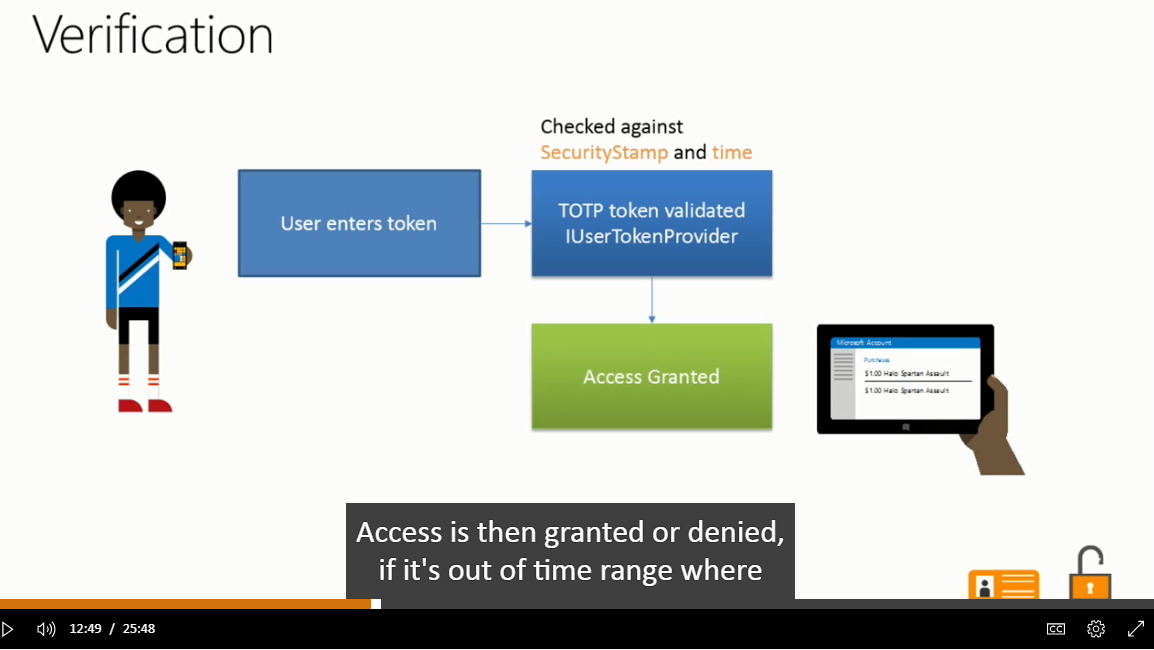 Verification
Checked against
SecurityStamp and time
User enters token
TOTP token validated
IUserTokenProvider
Access Granted
Microsoft Account
Purchases
$1.00 Halo Spartan Assault
$1.00 Halo Spartan Assault
Access is then granted or denied,
if it's out of time range where
12:49 / 25:48
CC